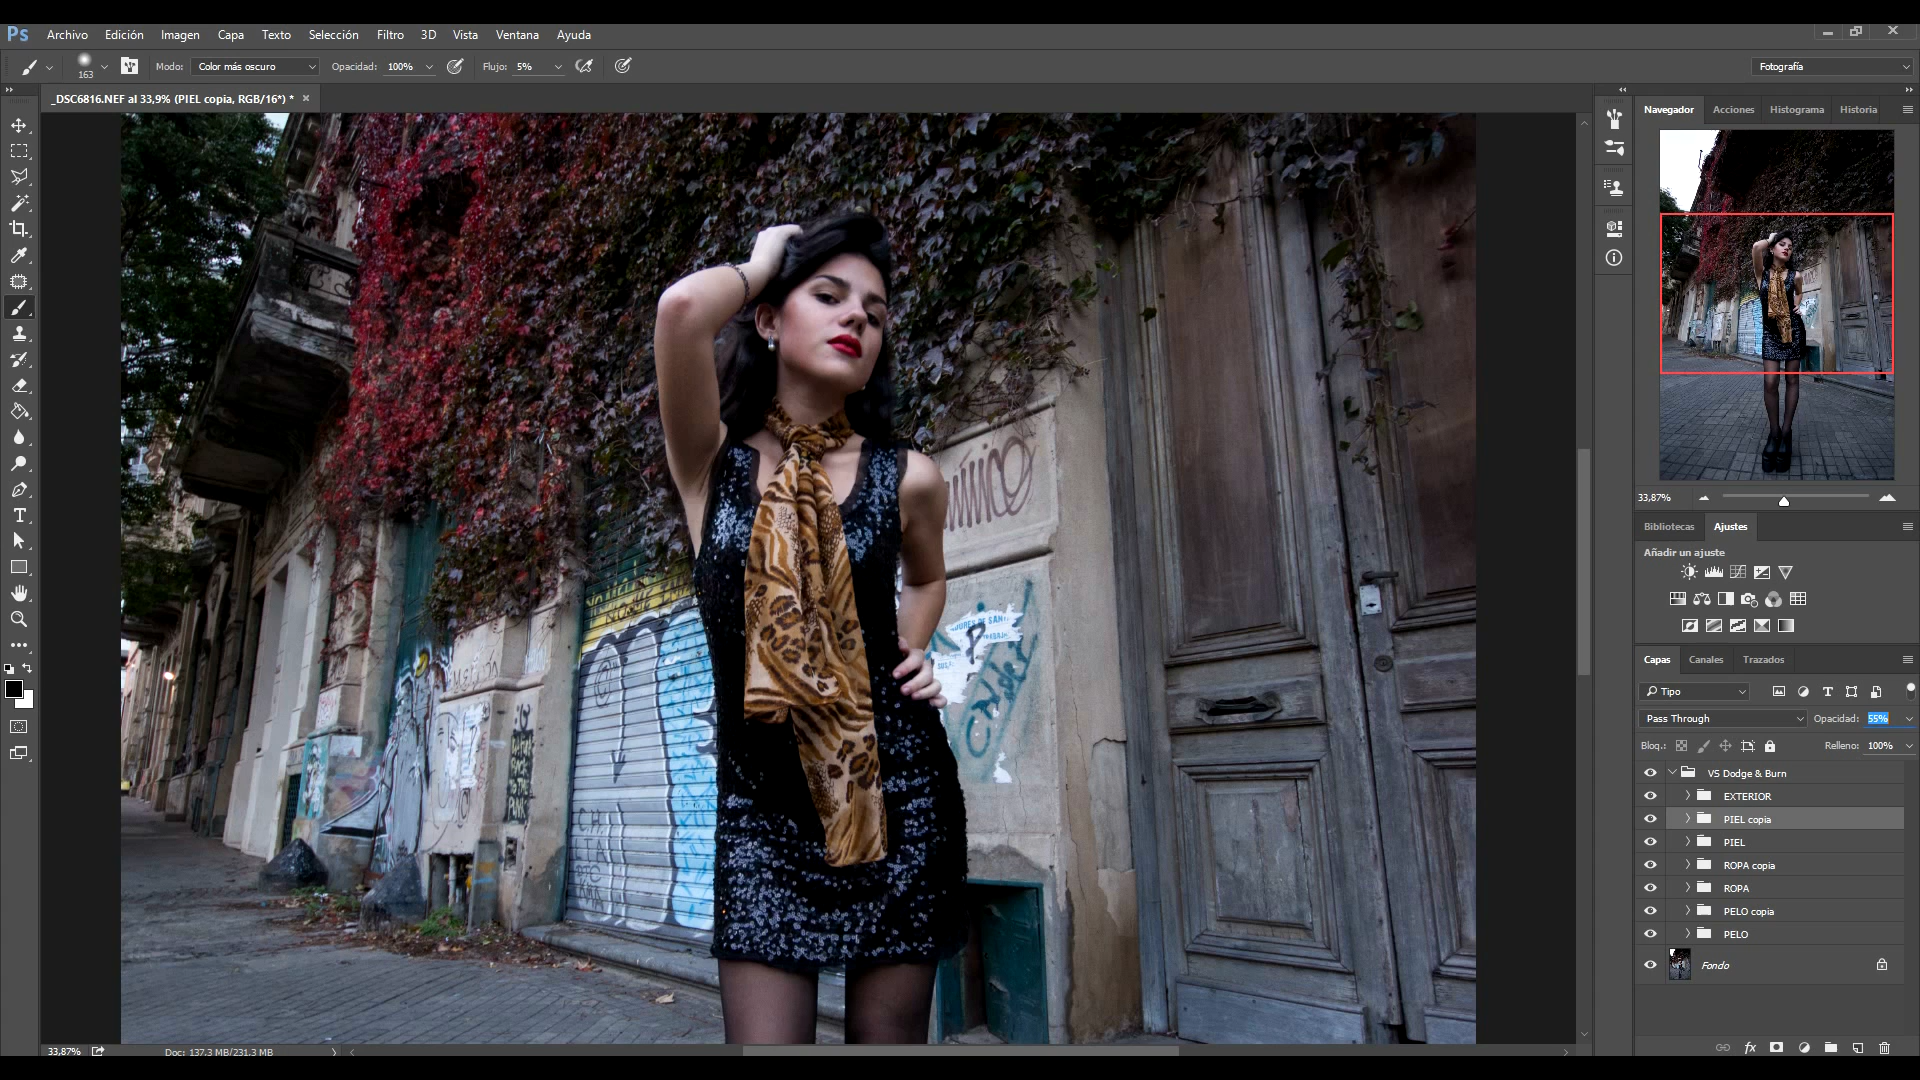 Ps Archivo Edición Imagen Capa Texto Selección Filtro 3D Vista Ventana Ayuda
163 Modo: Color más oscuro Opacidad: 100% Flujo: 5% Fotografía
_DSC6816.NEF al 33,9% (PIEL copia, RGB/16*) * ×
Navegador Acciones Histograma Historia
33,87%
Bibliotecas Ajustes
Añadir un ajuste
Capas Canales Trazados
Tipo
Pass Through Opacidad: 55%
Bloq.: Relleno: 100%
VS Dodge & Burn
EXTERIOR
PIEL copia
PIEL
ROPA copia
ROPA
PELO copia
PELO
Fondo
fx
33,87% Doc: 137,3 MB/231,3 MB